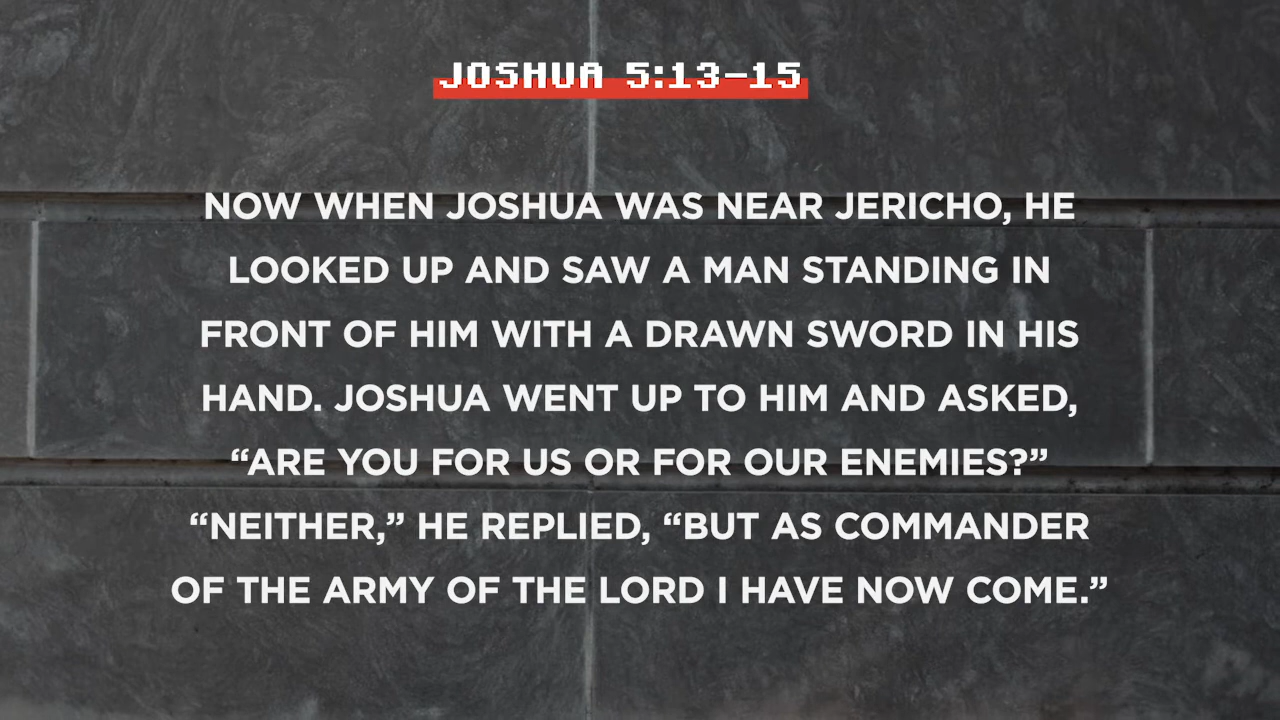 JOSHUA 5:13–15
NOW WHEN JOSHUA WAS NEAR JERICHO, HE
LOOKED UP AND SAW A MAN STANDING IN
FRONT OF HIM WITH A DRAWN SWORD IN HIS
HAND. JOSHUA WENT UP TO HIM AND ASKED,
“ARE YOU FOR US OR FOR OUR ENEMIES?”
“NEITHER,” HE REPLIED, “BUT AS COMMANDER
OF THE ARMY OF THE LORD I HAVE NOW COME.”